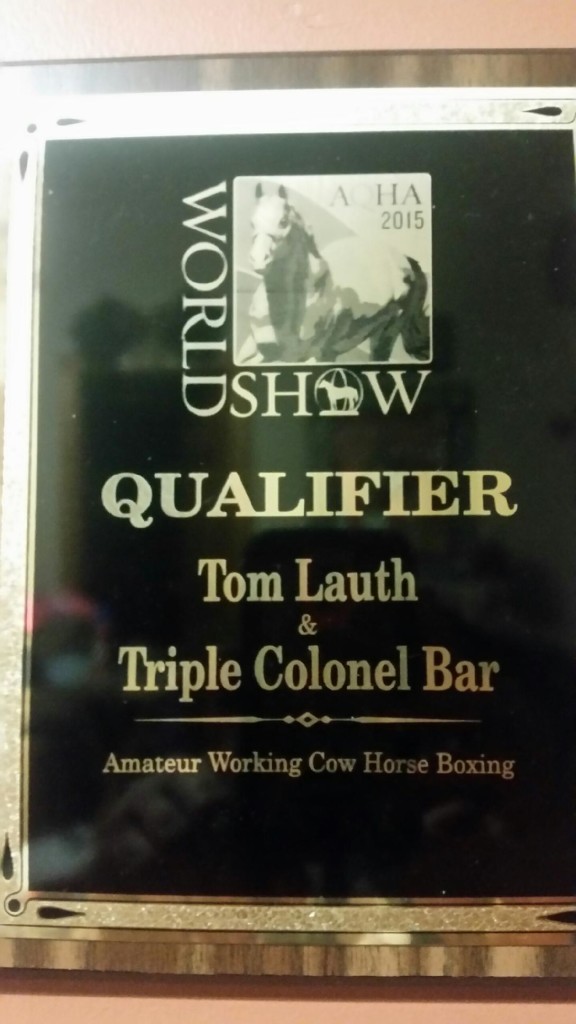 AQHA
2015
WORLD
SHOW
QUALIFIER
Tom Lauth
&
Triple Colonel Bar
Amateur Working Cow Horse Boxing